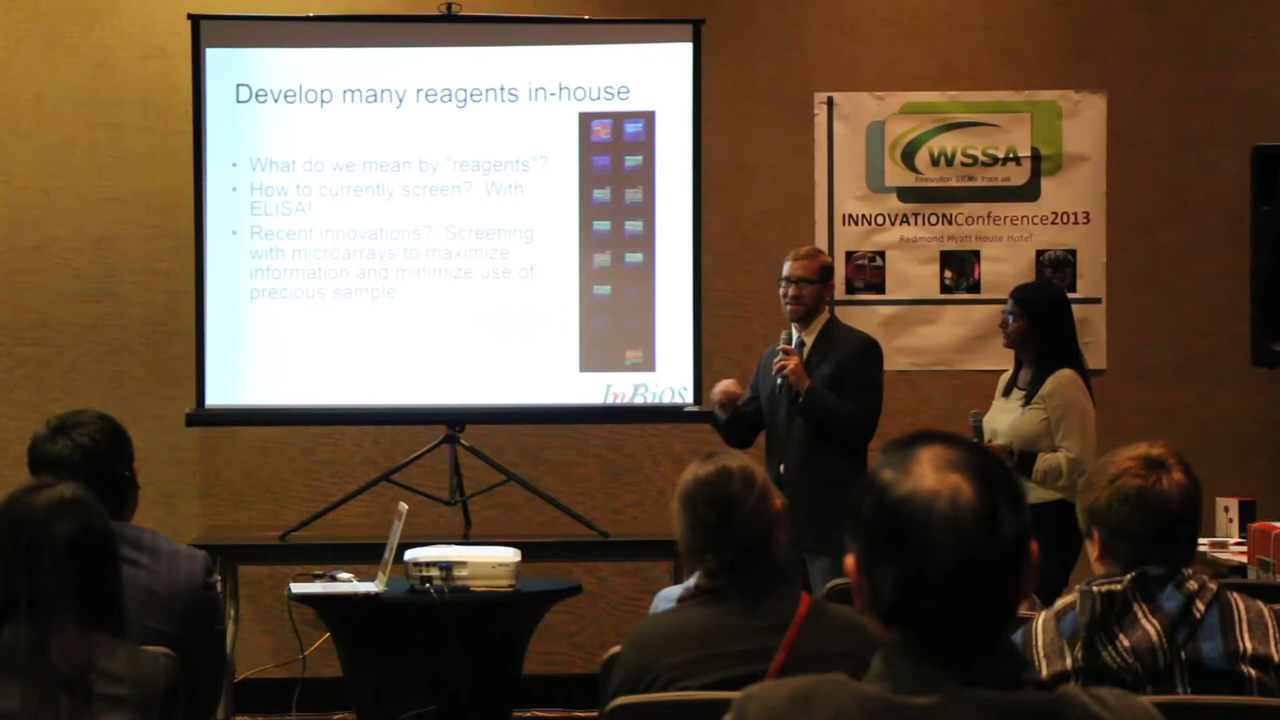 Develop many reagents in-house
• What do we mean by "reagents"?
• How to currently screen? With
ELISA!
• Recent innovations? Screening
with microarrays to maximize
information and minimize use of
precious sample
InBiOS
WSSA
INNOVATIONConference2013
Redmond Hyatt House Hotel